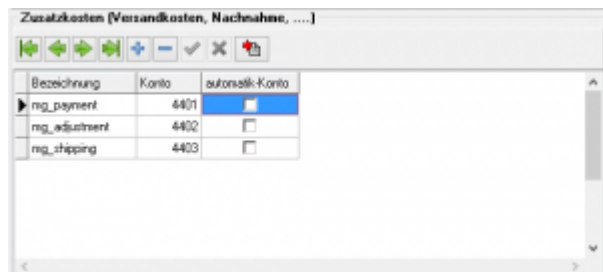 Zusatzkosten (Versandkosten, Nachnahme, ....)
Bezeichnung Konto automatik-Konto
mg_payment 4401
mg_adjustment 4402
mg_shipping 4403